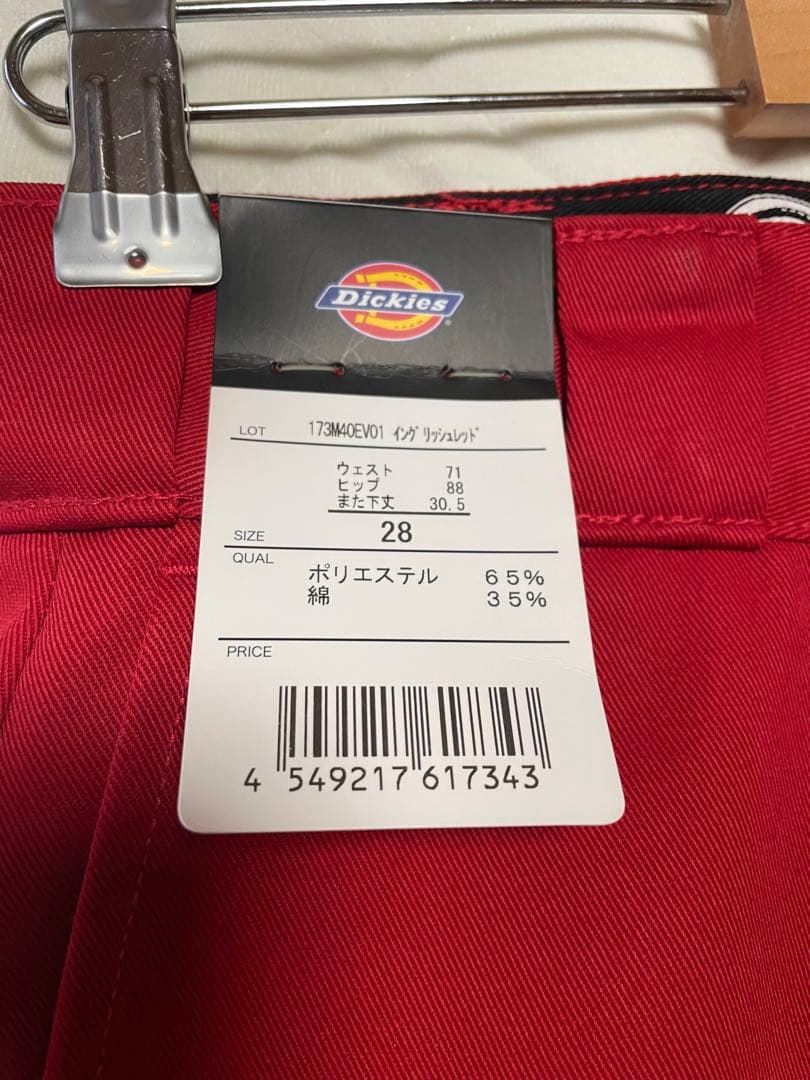 Dickies
LOT 173M40EV01 イングリッシュレッド
ウェスト 71
ヒップ 88
また下丈 30.5
SIZE 28
QUAL
ポリエステル 65%
綿 35%
PRICE
4 549217 617343